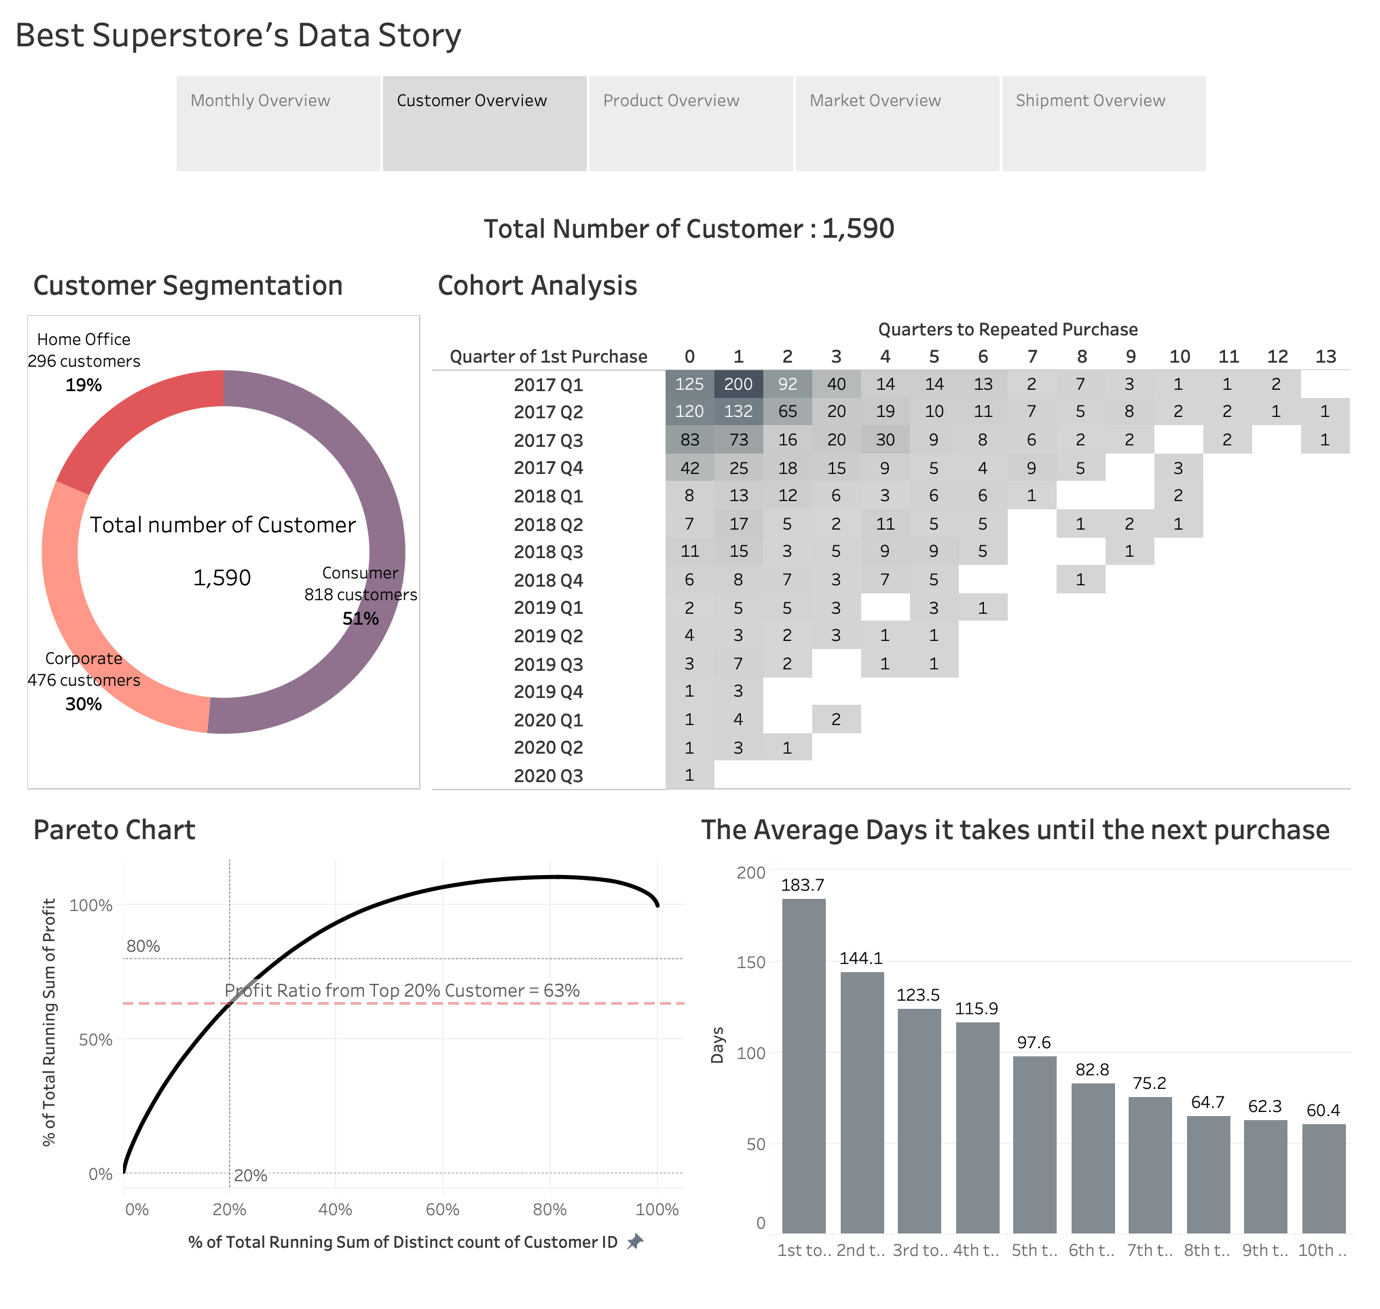 Best Superstore's Data Story
Monthly Overview
Customer Overview
Product Overview
Market Overview
Shipment Overview
Total Number of Customer : 1,590
Customer Segmentation
Home Office
296 customers
19%
Total number of Customer
1,590
Consumer
818 customers
51%
Corporate
476 customers
30%
Cohort Analysis
Quarters to Repeated Purchase
Quarter of 1st Purchase 0 1 2 3 4 5 6 7 8 9 10 11 12 13
2017 Q1 125 200 92 40 14 14 13 2 7 3 1 1 2
2017 Q2 120 132 65 20 19 10 11 7 5 8 2 2 1 1
2017 Q3 83 73 16 20 30 9 8 6 2 2 2 1
2017 Q4 42 25 18 15 9 5 4 9 5 3
2018 Q1 8 13 12 6 3 6 6 1 2
2018 Q2 7 17 5 2 11 5 5 1 2 1
2018 Q3 11 15 3 5 9 9 5 1
2018 Q4 6 8 7 3 7 5 1
2019 Q1 2 5 5 3 3 1
2019 Q2 4 3 2 3 1 1
2019 Q3 3 7 2 1 1
2019 Q4 1 3
2020 Q1 1 4 2
2020 Q2 1 3 1
2020 Q3 1
Pareto Chart
% of Total Running Sum of Profit
100%
80%
Profit Ratio from Top 20% Customer = 63%
50%
0%
20%
0% 20% 40% 60% 80% 100%
% of Total Running Sum of Distinct count of Customer ID
The Average Days it takes until the next purchase
Days
200
150
100
50
0
183.7
144.1
123.5
115.9
97.6
82.8
75.2
64.7
62.3
60.4
1st to.. 2nd t.. 3rd to.. 4th t.. 5th t.. 6th t.. 7th t.. 8th t.. 9th t.. 10th ..